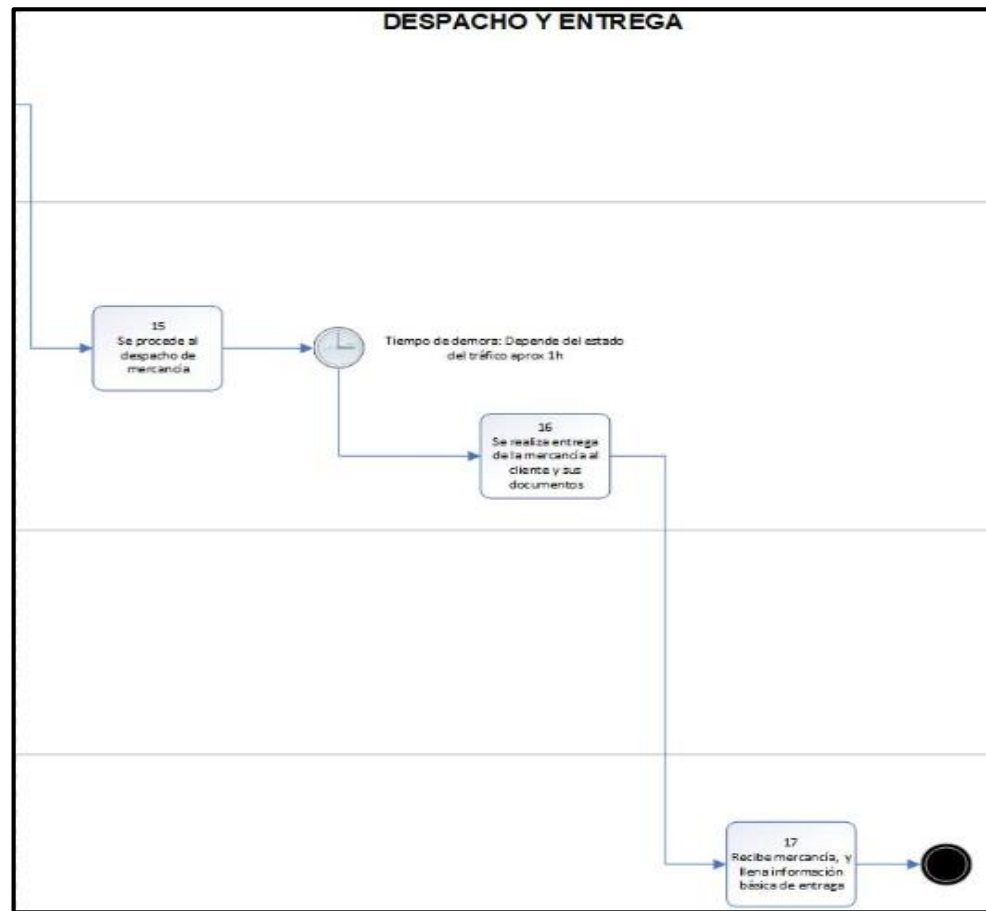 DESPACHO Y ENTREGA
15
Se procede al
despacho de
mercancía
Tiempo de demora: Depende del estado
del tráfico aprox 1h
16
Se realiza entrega
de la mercancía al
cliente y sus
documentos
17
Recibe mercancía, y
llena información
básica de entraga